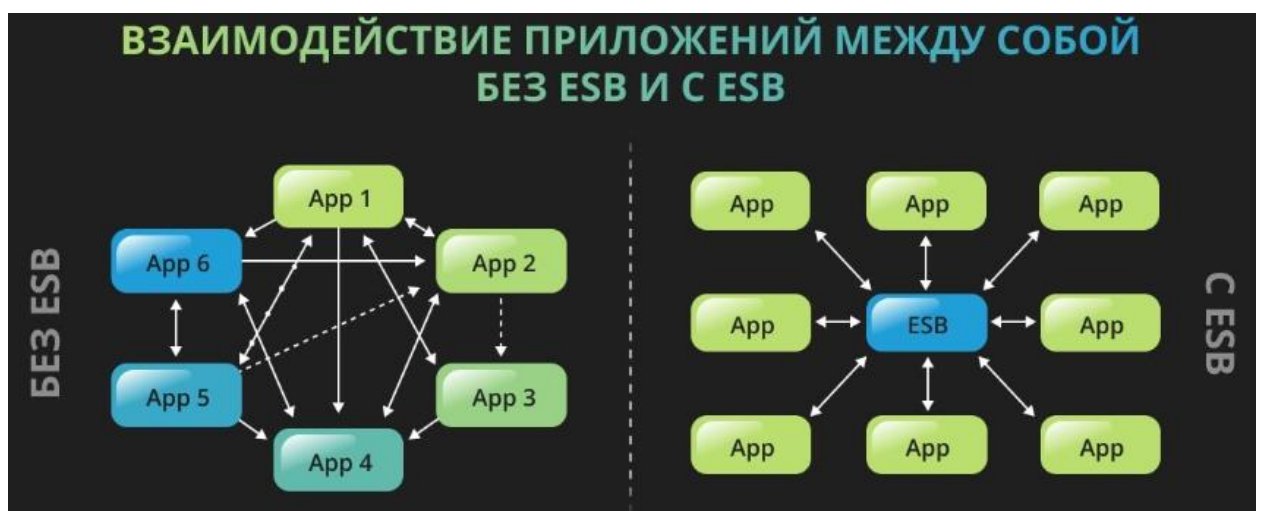 ВЗАИМОДЕЙСТВИЕ ПРИЛОЖЕНИЙ МЕЖДУ СОБОЙ
БЕЗ ESB И С ESB
БЕЗ ESB
App 1
App 6
App 2
App 5
App 3
App 4
App
App
App
App
ESB
App
App
App
App
С ESB